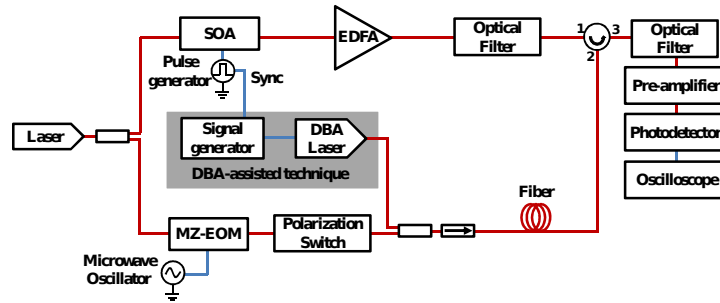 SOA
EDFA
Optical
Filter
1
3
2
Optical
Filter
Pulse
generator
Sync
Pre-amplifier
Laser
Signal
generator
DBA
Laser
Photodetector
DBA-assisted technique
Oscilloscope
Fiber
MZ-EOM
Polarization
Switch
Microwave
Oscillator